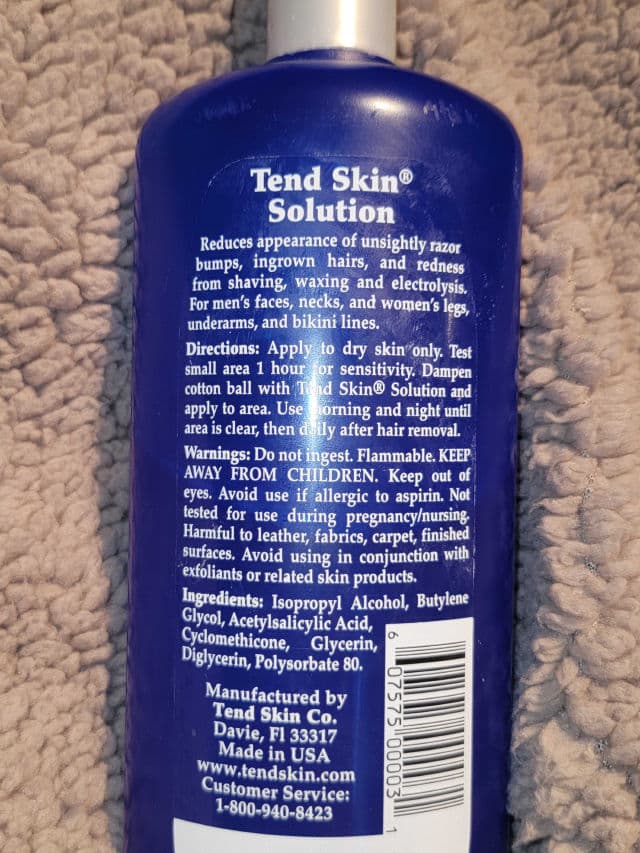 Tend Skin®
Solution
Reduces appearance of unsightly razor
bumps, ingrown hairs, and redness
from shaving, waxing and electrolysis.
For men's faces, necks, and women's legs,
underarms, and bikini lines.
Directions: Apply to dry skin only. Test
small area 1 hour for sensitivity. Dampen
cotton ball with Tend Skin® Solution and
apply to area. Use morning and night until
area is clear, then daily after hair removal.
Warnings: Do not ingest. Flammable. KEEP
AWAY FROM CHILDREN. Keep out of
eyes. Avoid use if allergic to aspirin. Not
tested for use during pregnancy/nursing.
Harmful to leather, fabrics, carpet, finished
surfaces. Avoid using in conjunction with
exfoliants or related skin products.
Ingredients: Isopropyl Alcohol, Butylene
Glycol, Acetylsalicylic Acid,
Cyclomethicone, Glycerin,
Diglycerin, Polysorbate 80.
Manufactured by
Tend Skin Co.
Davie, Fl 33317
Made in USA
www.tendskin.com
Customer Service:
1-800-940-8423
6 07575 00003 1